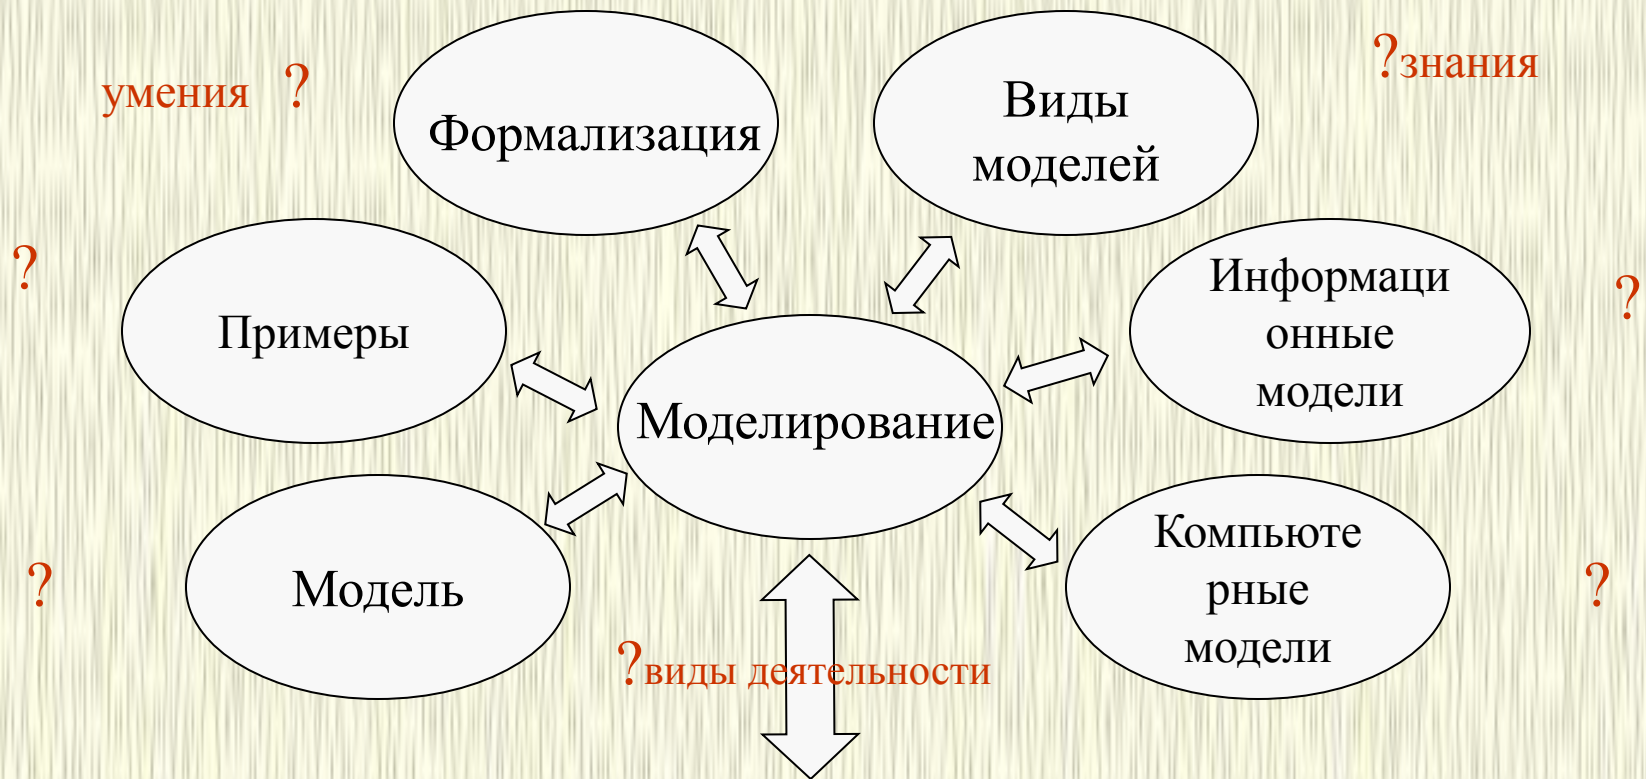 умения ?
?знания
Формализация
Виды
моделей
?
Примеры
Информаци
онные
модели
?
Моделирование
?
Модель
Компьюте
рные
модели
?
?виды деятельности